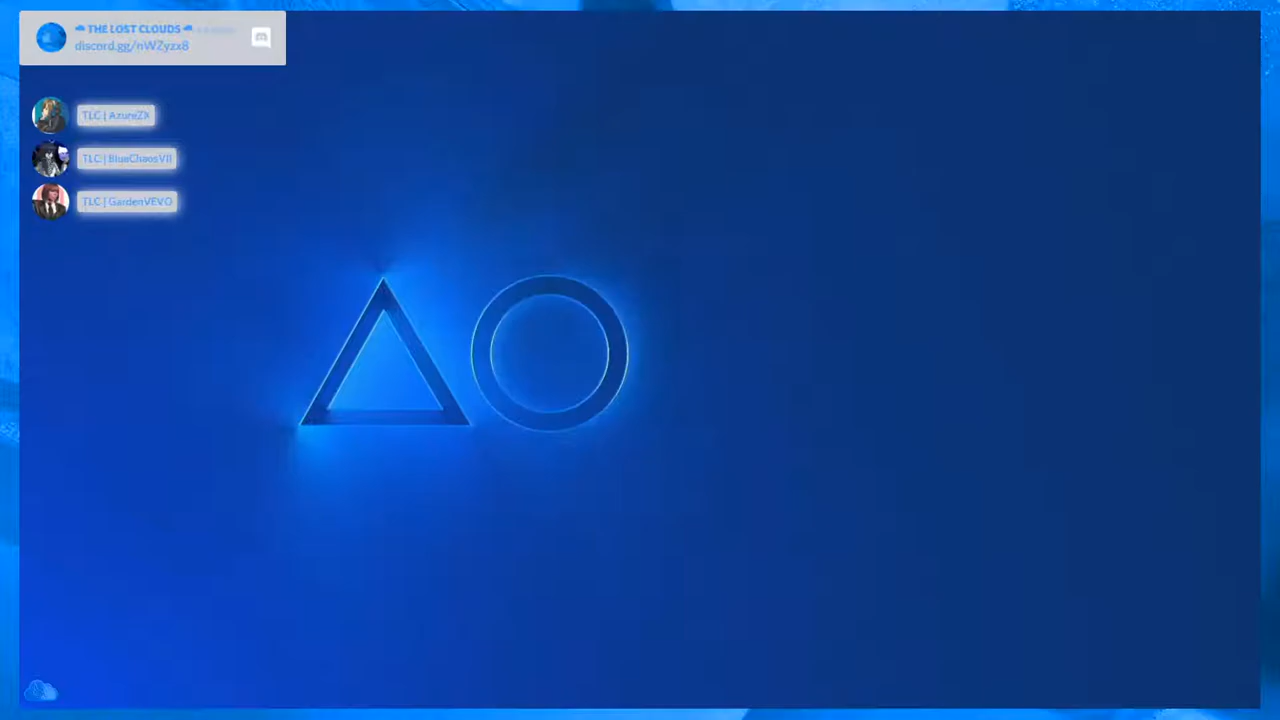 THE LOST CLOUDS
discord.gg/nWZyzx8
TLC | AzureZX
TLC | BlueChaosVII
TLC | GardenVEVO